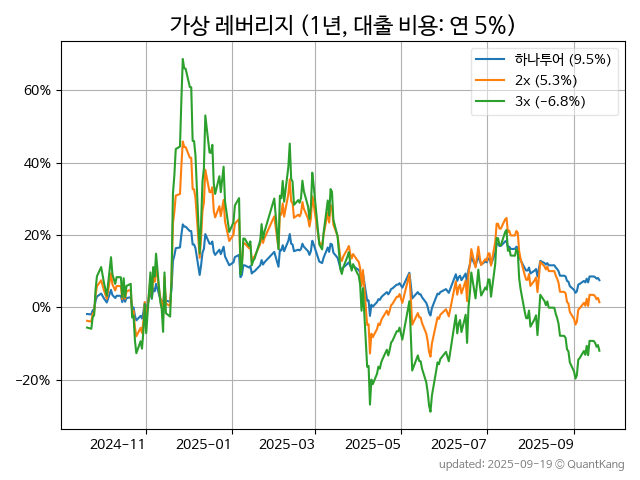 가상 레버리지 (1년, 대출 비용: 연 5%)
하나투어 (9.5%)
2x (5.3%)
3x (−6.8%)
60%
40%
20%
0%
−20%
2024-11
2025-01
2025-03
2025-05
2025-07
2025-09
updated: 2025-09-19 © QuantKang